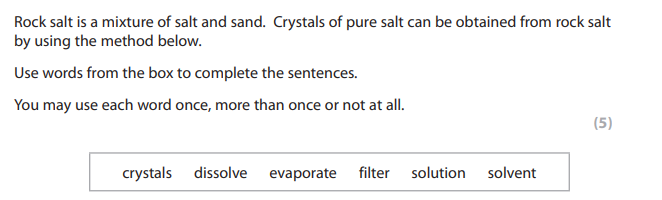 Rock salt is a mixture of salt and sand. Crystals of pure salt can be obtained from rock salt
by using the method below.
Use words from the box to complete the sentences.
You may use each word once, more than once or not at all.
(5)
crystals dissolve evaporate filter solution solvent